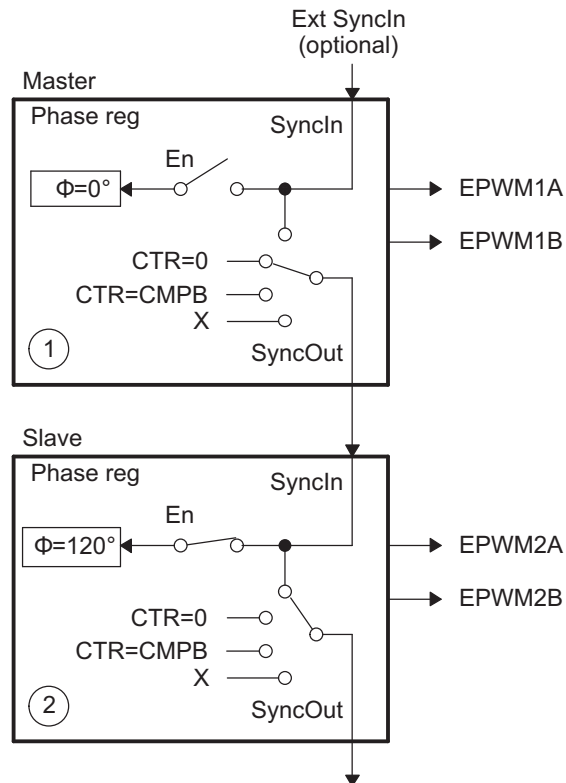 Ext SyncIn
(optional)
Master
Phase reg
SyncIn
En
Φ=0°
EPWM1A
EPWM1B
CTR=0
CTR=CMPB
X
1
SyncOut
Slave
Phase reg
SyncIn
En
Φ=120°
EPWM2A
EPWM2B
CTR=0
CTR=CMPB
X
2
SyncOut